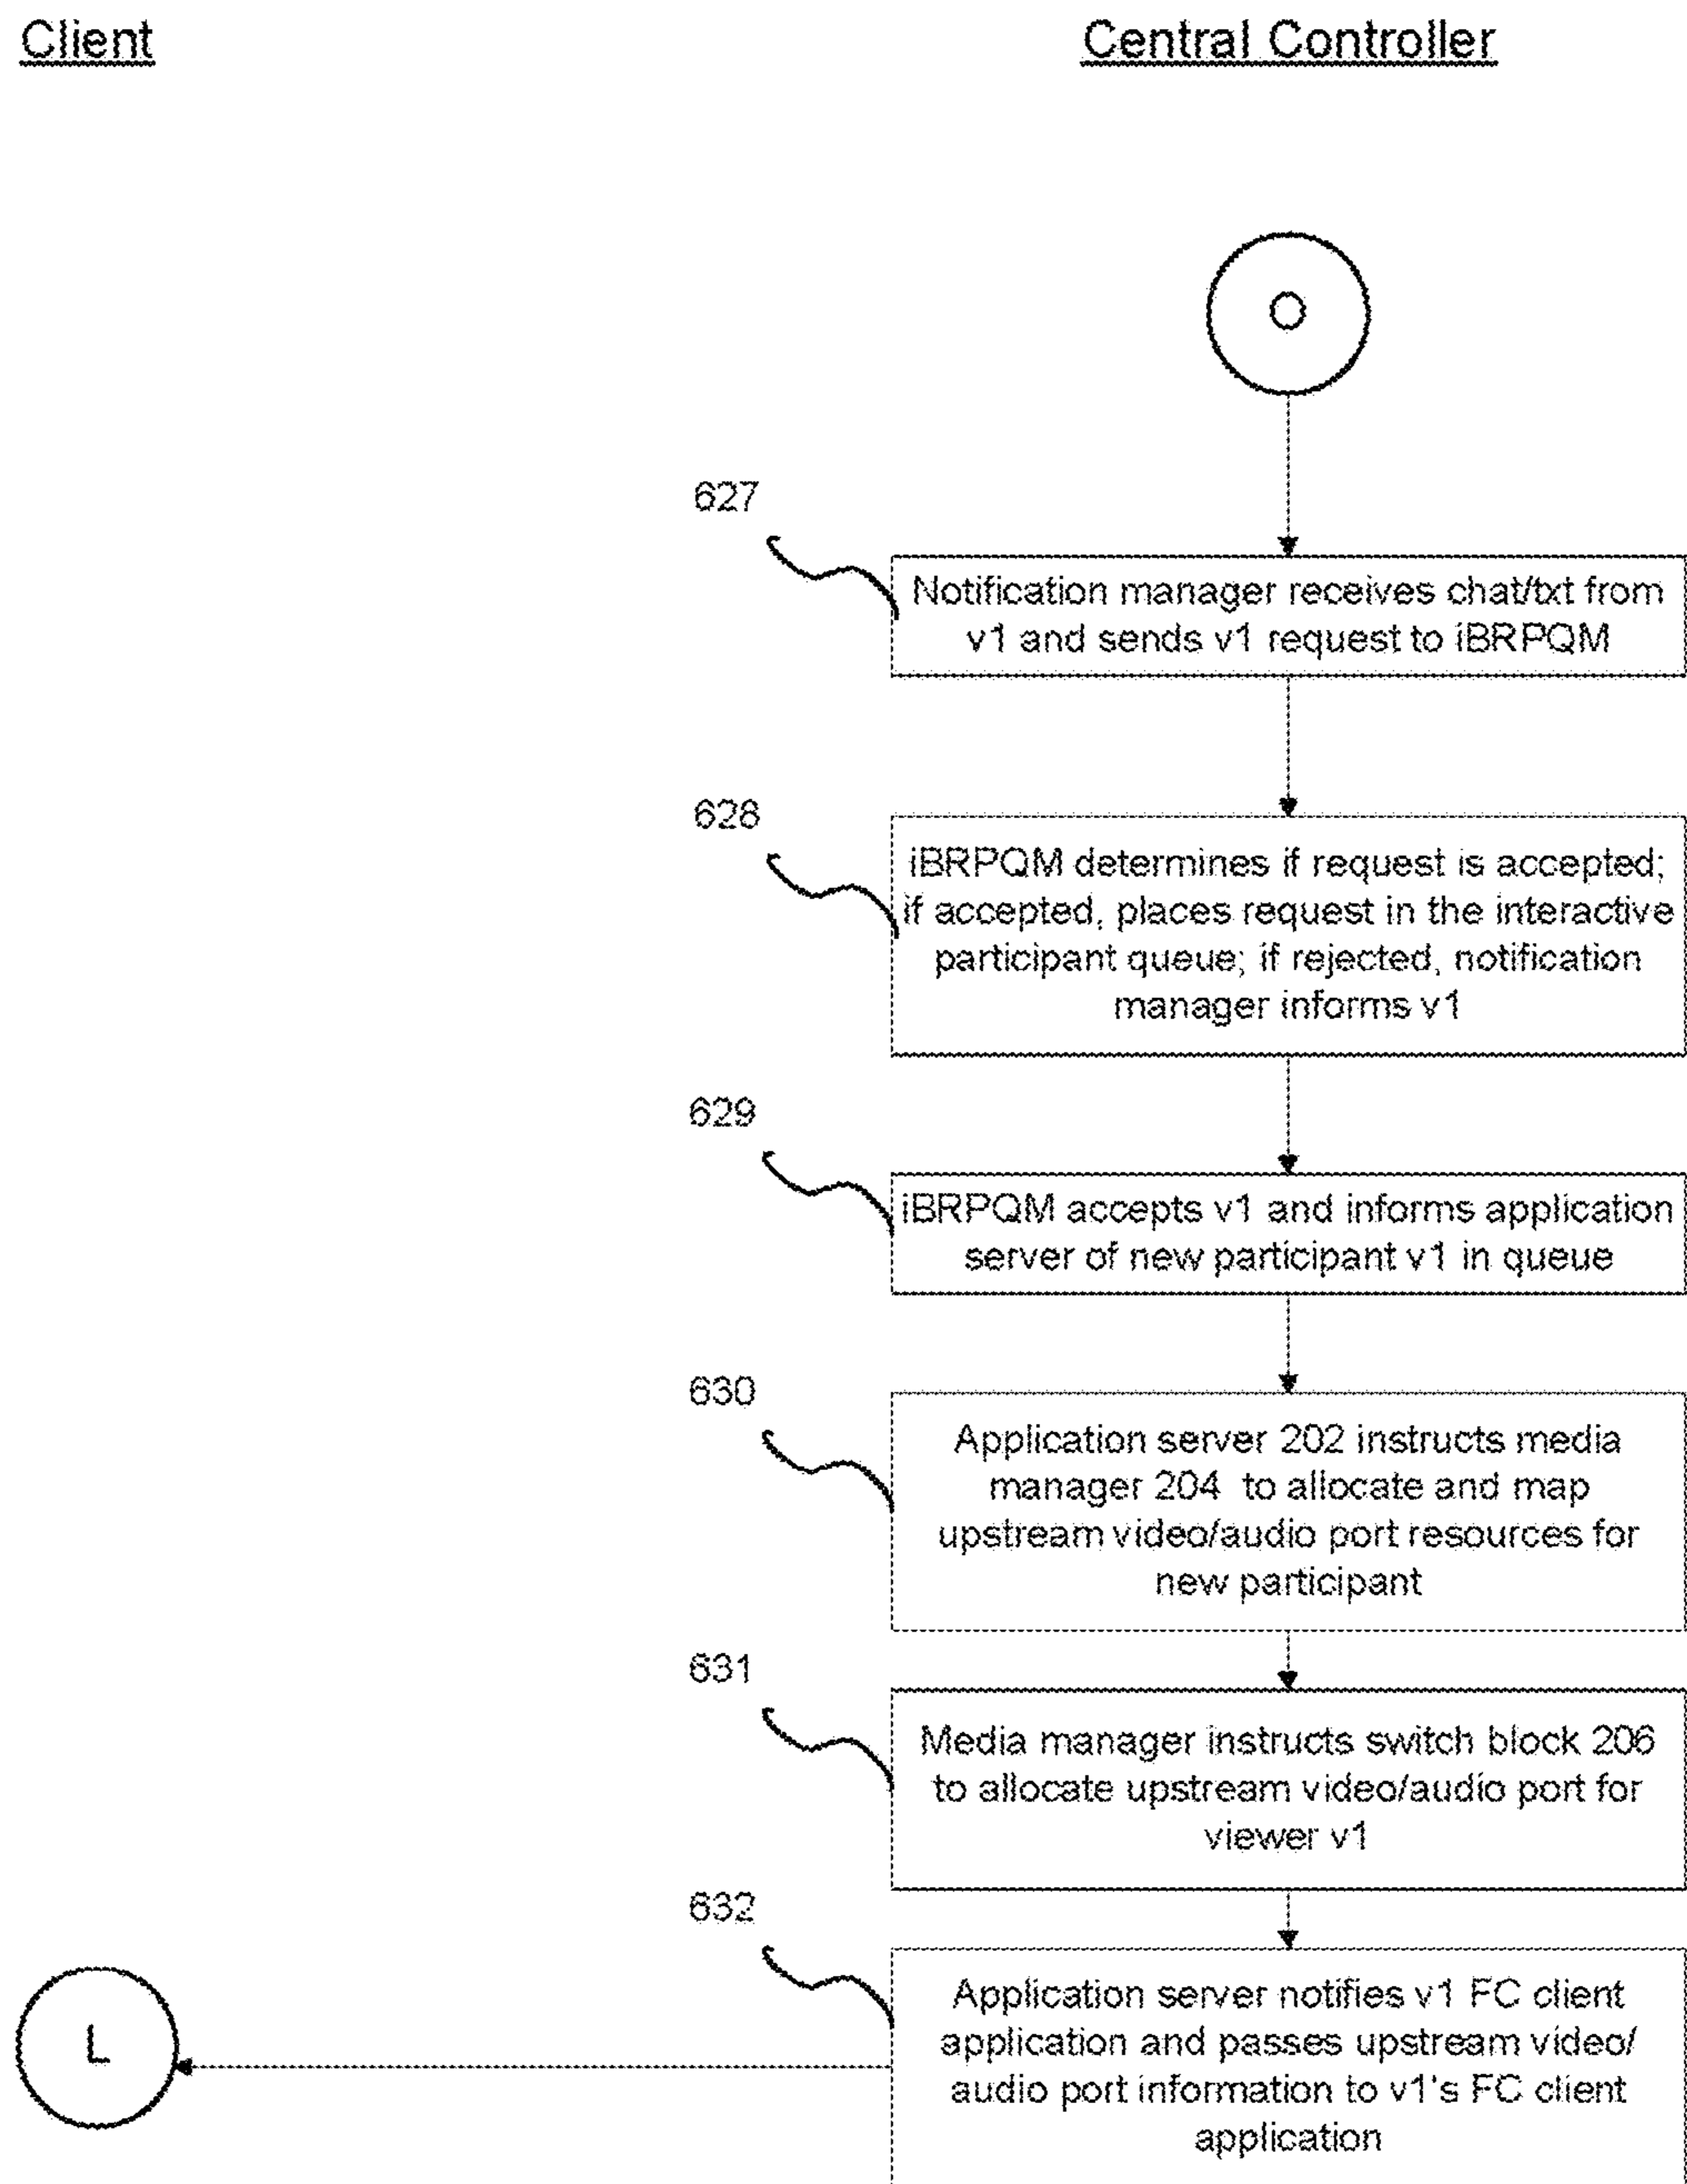 Client
Central Controller
O
627
Notification manager receives chat/txt from
v1 and sends v1 request to iBRPQM
628
iBRPQM determines if request is accepted;
if accepted, places request in the interactive
participant queue; if rejected, notification
manager informs v1
629
iBRPQM accepts v1 and informs application
server of new participant v1 in queue
630
Application server 202 instructs media
manager 204 to allocate and map
upstream video/audio port resources for
new participant
631
Media manager instructs switch block 206
to allocate upstream video/audio port for
viewer v1
632
Application server notifies v1 FC client
application and passes upstream video/
audio port information to v1's FC client
application
L